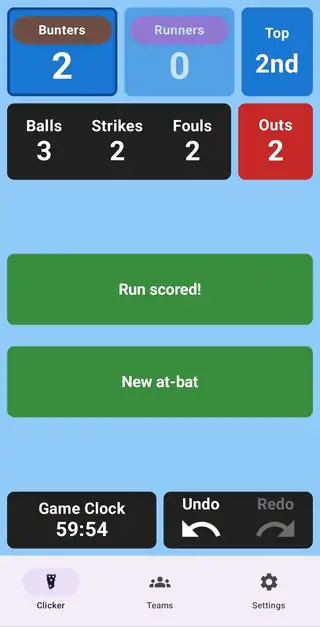 Bunters
2
Runners
0
Top
2nd
Balls
3
Strikes
2
Fouls
2
Outs
2
Run scored!
New at-bat
Game Clock
59:54
Undo
Redo
Clicker
Teams
Settings